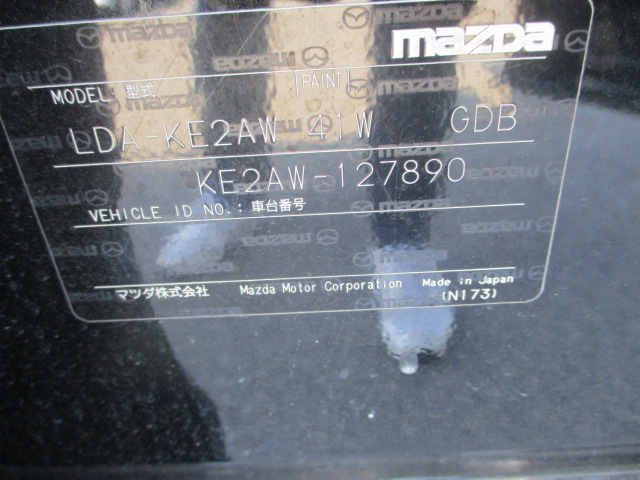 mazda
MODEL:型式 PAINT
LDA-KE2AW 41W GDB
KE2AW-127890
VEHICLE ID NO.:車台番号
マツダ株式会社 Mazda Motor Corporation Made in Japan
(N173)